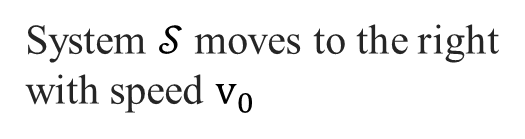 System 𝒮 moves to the right
with speed v₀